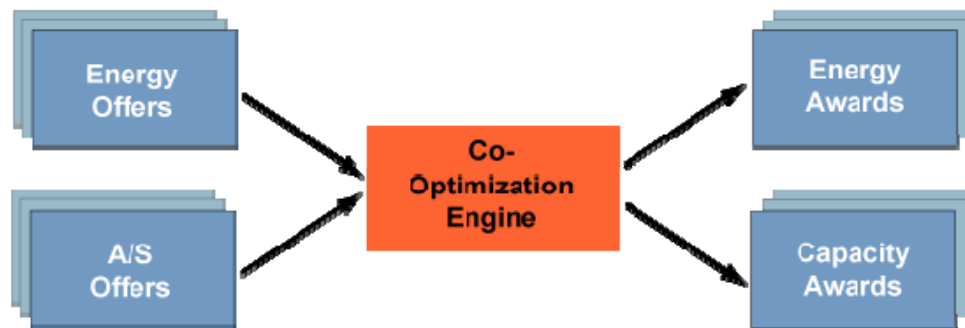 Energy
Offers
A/S
Offers
Co-
Optimization
Engine
Energy
Awards
Capacity
Awards